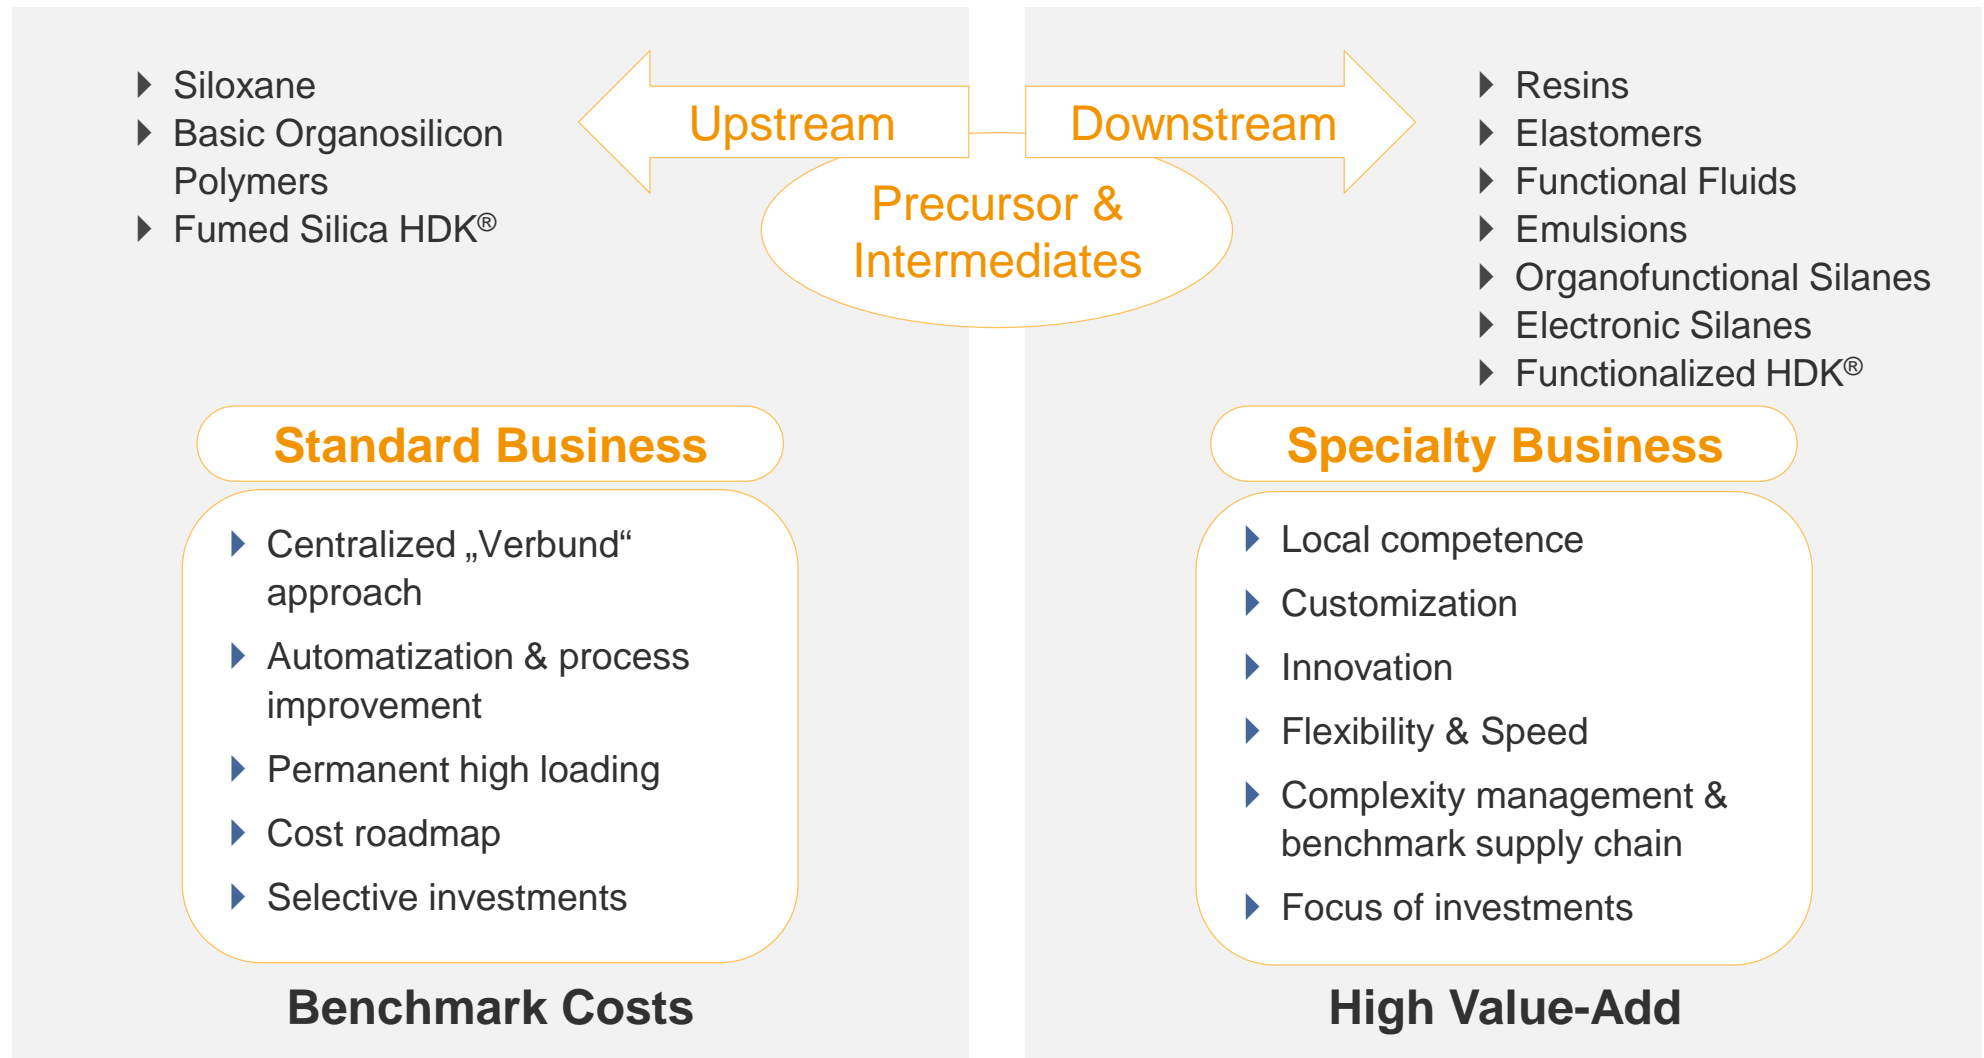 Siloxane
Basic Organosilicon
Polymers
Fumed Silica HDK®
Upstream
Downstream
Precursor &
Intermediates
Resins
Elastomers
Functional Fluids
Emulsions
Organofunctional Silanes
Electronic Silanes
Functionalized HDK®
Standard Business
Centralized „Verbund“
approach
Automatization & process
improvement
Permanent high loading
Cost roadmap
Selective investments
Benchmark Costs
Specialty Business
Local competence
Customization
Innovation
Flexibility & Speed
Complexity management &
benchmark supply chain
Focus of investments
High Value-Add